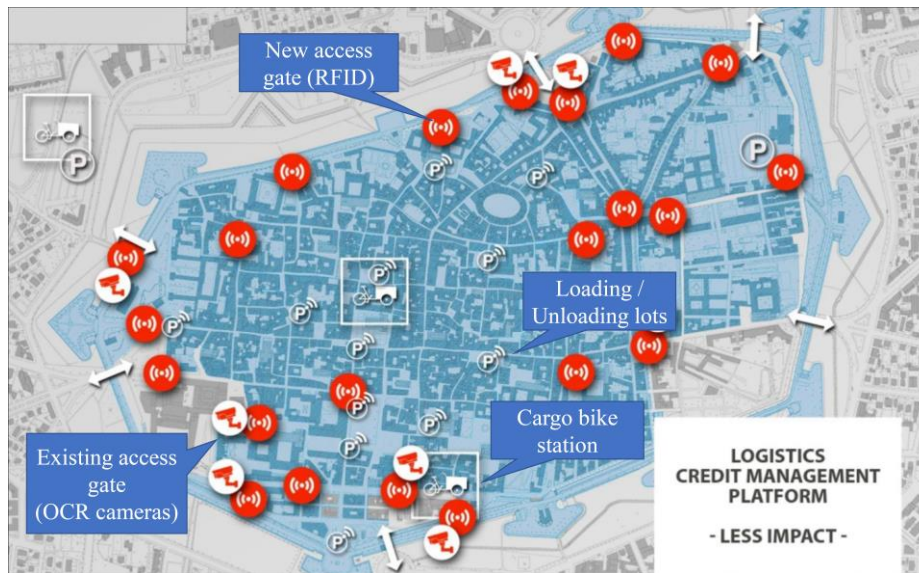 New access
gate (RFID)
P
P
P
P
P
P
Loading /
Unloading lots
P
P
P
P
P
P
Cargo bike
station
P
P
Existing access
gate
(OCR cameras)
P
LOGISTICS
CREDIT MANAGEMENT
PLATFORM
- LESS IMPACT -